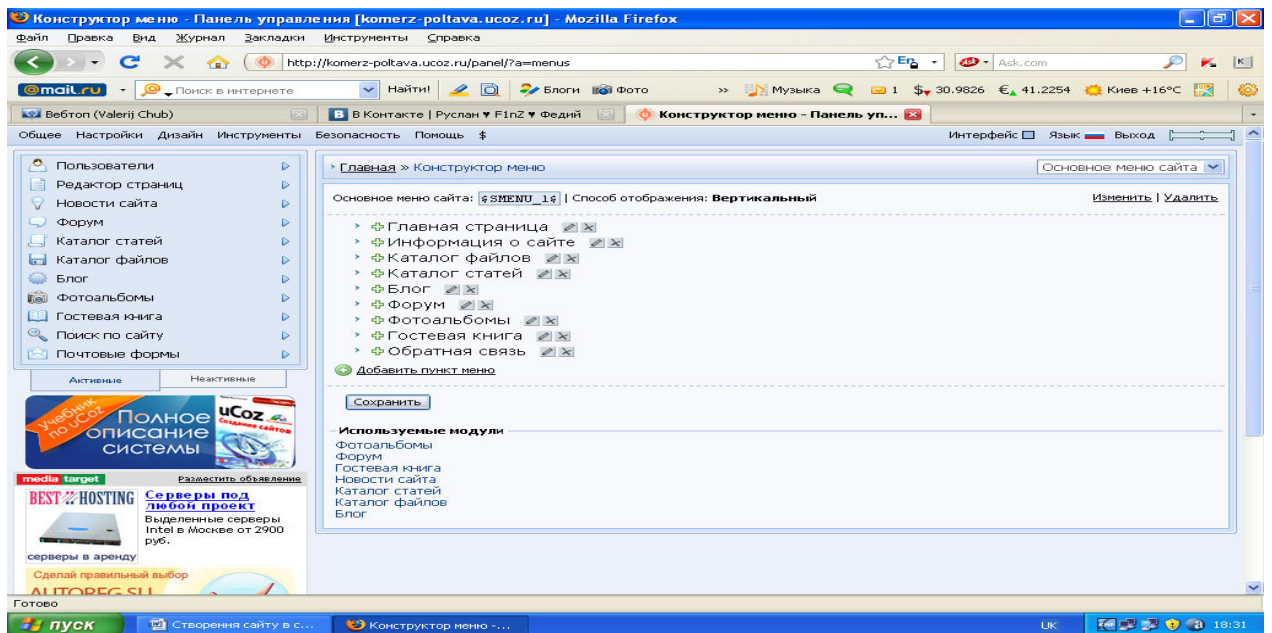 Конструктор меню - Панель управления [komerz-poltava.ucoz.ru] - Mozilla Firefox
Файл Правка Вид Журнал Закладки Инструменты Справка
http://komerz-poltava.ucoz.ru/panel/?a=menus En Ask.com
@mail.ru Поиск в интернете Найти! Блоги Фото » Музыка 1 $ 30.9826 € 41.2254 Киев +16°C
Вебтон (Valerij Chub) В В Контакте | Руслан ♥ F1nZ ♥ Федий Конструктор меню - Панель уп...
Общее Настройки Дизайн Инструменты Безопасность Помощь $ Интерфейс Язык Выход
Пользователи
Редактор страниц
Новости сайта
Форум
Каталог статей
Каталог файлов
Блог
Фотоальбомы
Гостевая книга
Поиск по сайту
Почтовые формы
Активные Неактивные
Учебник по uCoz
Полное описание системы
uCoz
Создание сайтов
media target Разместить объявление
BEST HOSTING
Серверы под любой проект
Выделенные серверы
Intel в Москве от 2900
руб.
серверы в аренду
Сделай правильный выбор
AUTOREG.SU
Главная » Конструктор меню Основное меню сайта
Основное меню сайта: $SMENU_1$ | Способ отображения: Вертикальный Изменить | Удалить
Главная страница
Информация о сайте
Каталог файлов
Каталог статей
Блог
Форум
Фотоальбомы
Гостевая книга
Обратная связь
Добавить пункт меню
Сохранить
Используемые модули
Фотоальбомы
Форум
Гостевая книга
Новости сайта
Каталог статей
Каталог файлов
Блог
Готово
пуск Створення сайту в с... Конструктор меню -... UK 18:31